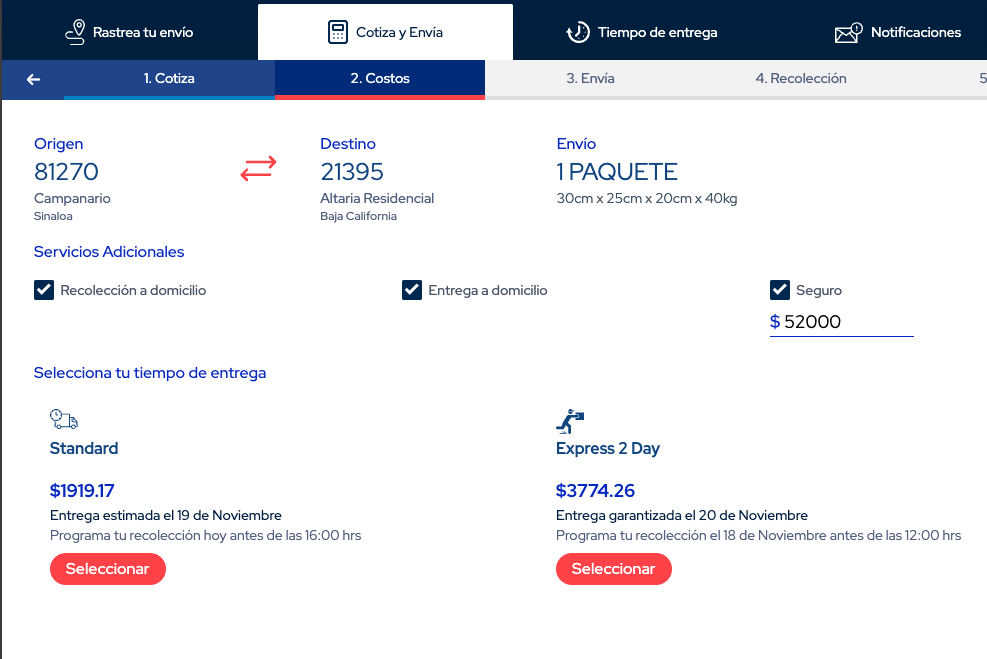 Rastrea tu envío
Cotiza y Envía
Tiempo de entrega
Notificaciones
1. Cotiza
2. Costos
3. Envía
4. Recolección
5
Origen
81270
Campanario
Sinaloa
Destino
21395
Altaria Residencial
Baja California
Envío
1 PAQUETE
30cm x 25cm x 20cm x 40kg
Servicios Adicionales
Recolección a domicilio
Entrega a domicilio
Seguro
$ 52000
Selecciona tu tiempo de entrega
Standard
$1919.17
Entrega estimada el 19 de Noviembre
Programa tu recolección hoy antes de las 16:00 hrs
Seleccionar
Express 2 Day
$3774.26
Entrega garantizada el 20 de Noviembre
Programa tu recolección el 18 de Noviembre antes de las 12:00 hrs
Seleccionar